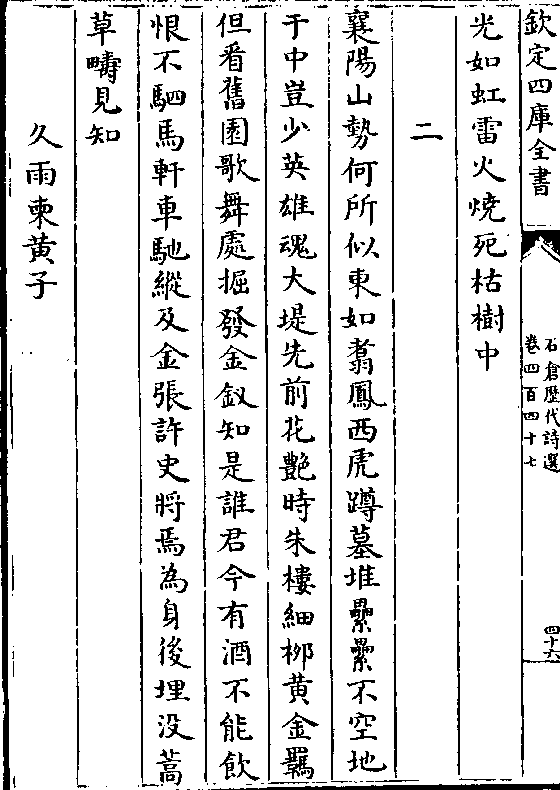 欽定四庫全書
石倉歷代詩選
卷四百四十七
四十六
光如虹雷火燒死枯樹中
二
襄陽山勢何所似東如翥鳳西虎蹲墓堆纍纍不空地
于中豈少英雄魂大堤先前花艷時朱樓細柳黃金羈
但看舊園歌舞處掘發金釵知是誰君今有酒不能飲
恨不駟馬軒車馳縱及金張許史將焉為身後埋没蒿
草疇見知
久雨柬黃子